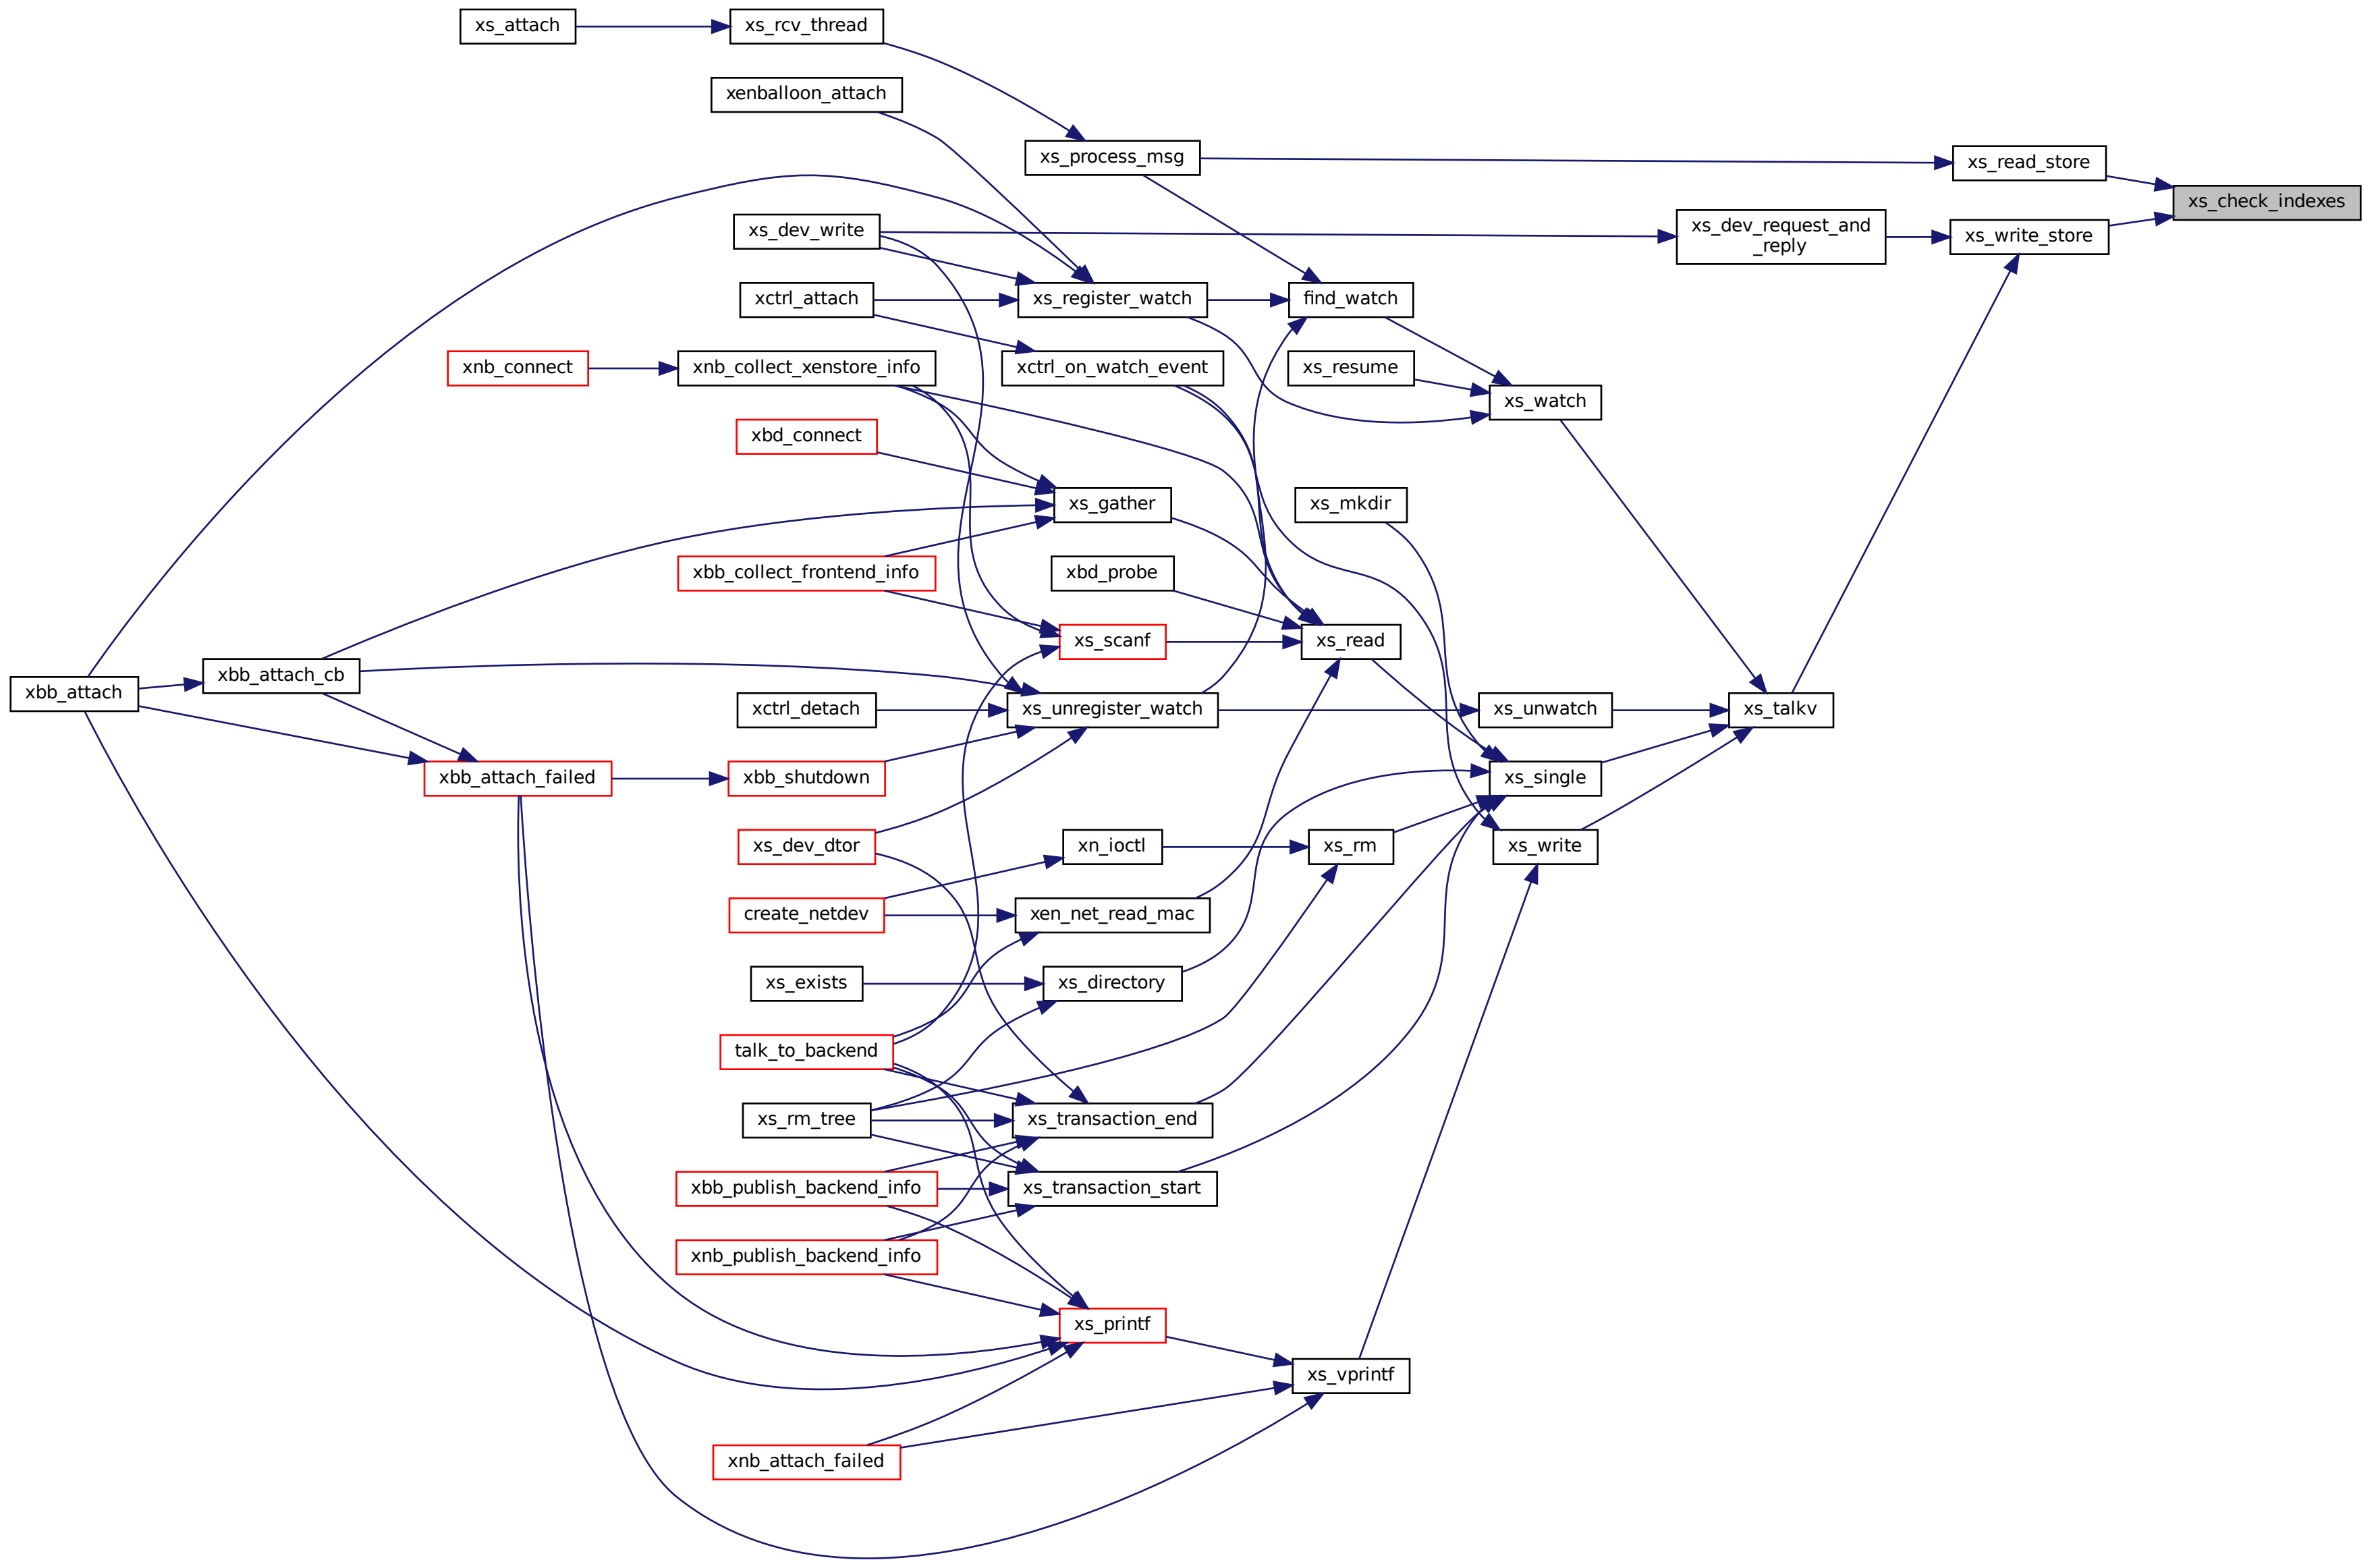 xs_attach
xs_rcv_thread
xenballoon_attach
xs_process_msg
xs_read_store
xs_check_indexes
xs_dev_write
xs_dev_request_and
_reply
xs_write_store
xctrl_attach
xs_register_watch
find_watch
xnb_connect
xnb_collect_xenstore_info
xctrl_on_watch_event
xs_resume
xs_watch
xbd_connect
xs_gather
xs_mkdir
xbb_collect_frontend_info
xbd_probe
xs_scanf
xs_read
xbb_attach
xbb_attach_cb
xctrl_detach
xs_unregister_watch
xs_unwatch
xs_talkv
xbb_attach_failed
xbb_shutdown
xs_single
xs_dev_dtor
xn_ioctl
xs_rm
xs_write
create_netdev
xen_net_read_mac
xs_exists
xs_directory
talk_to_backend
xs_rm_tree
xs_transaction_end
xbb_publish_backend_info
xs_transaction_start
xnb_publish_backend_info
xs_printf
xs_vprintf
xnb_attach_failed